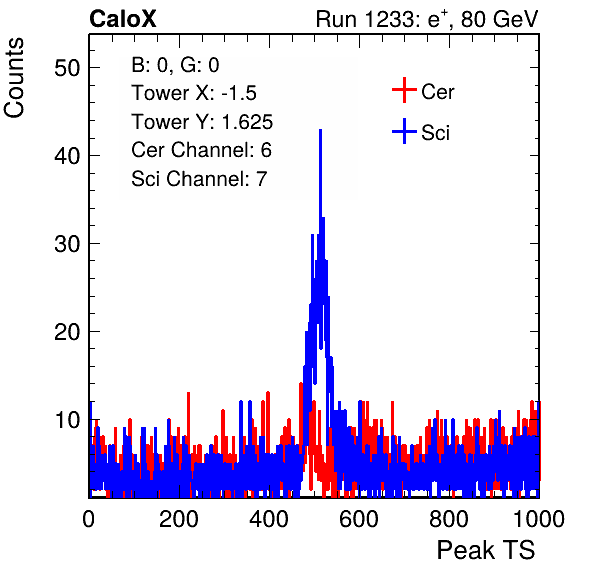 CaloX Run 1233: e⁺, 80 GeV
Counts
B: 0, G: 0
Tower X: -1.5
Tower Y: 1.625
Cer Channel: 6
Sci Channel: 7
Cer
Sci
50
40
30
20
10
0 200 400 600 800 1000
Peak TS